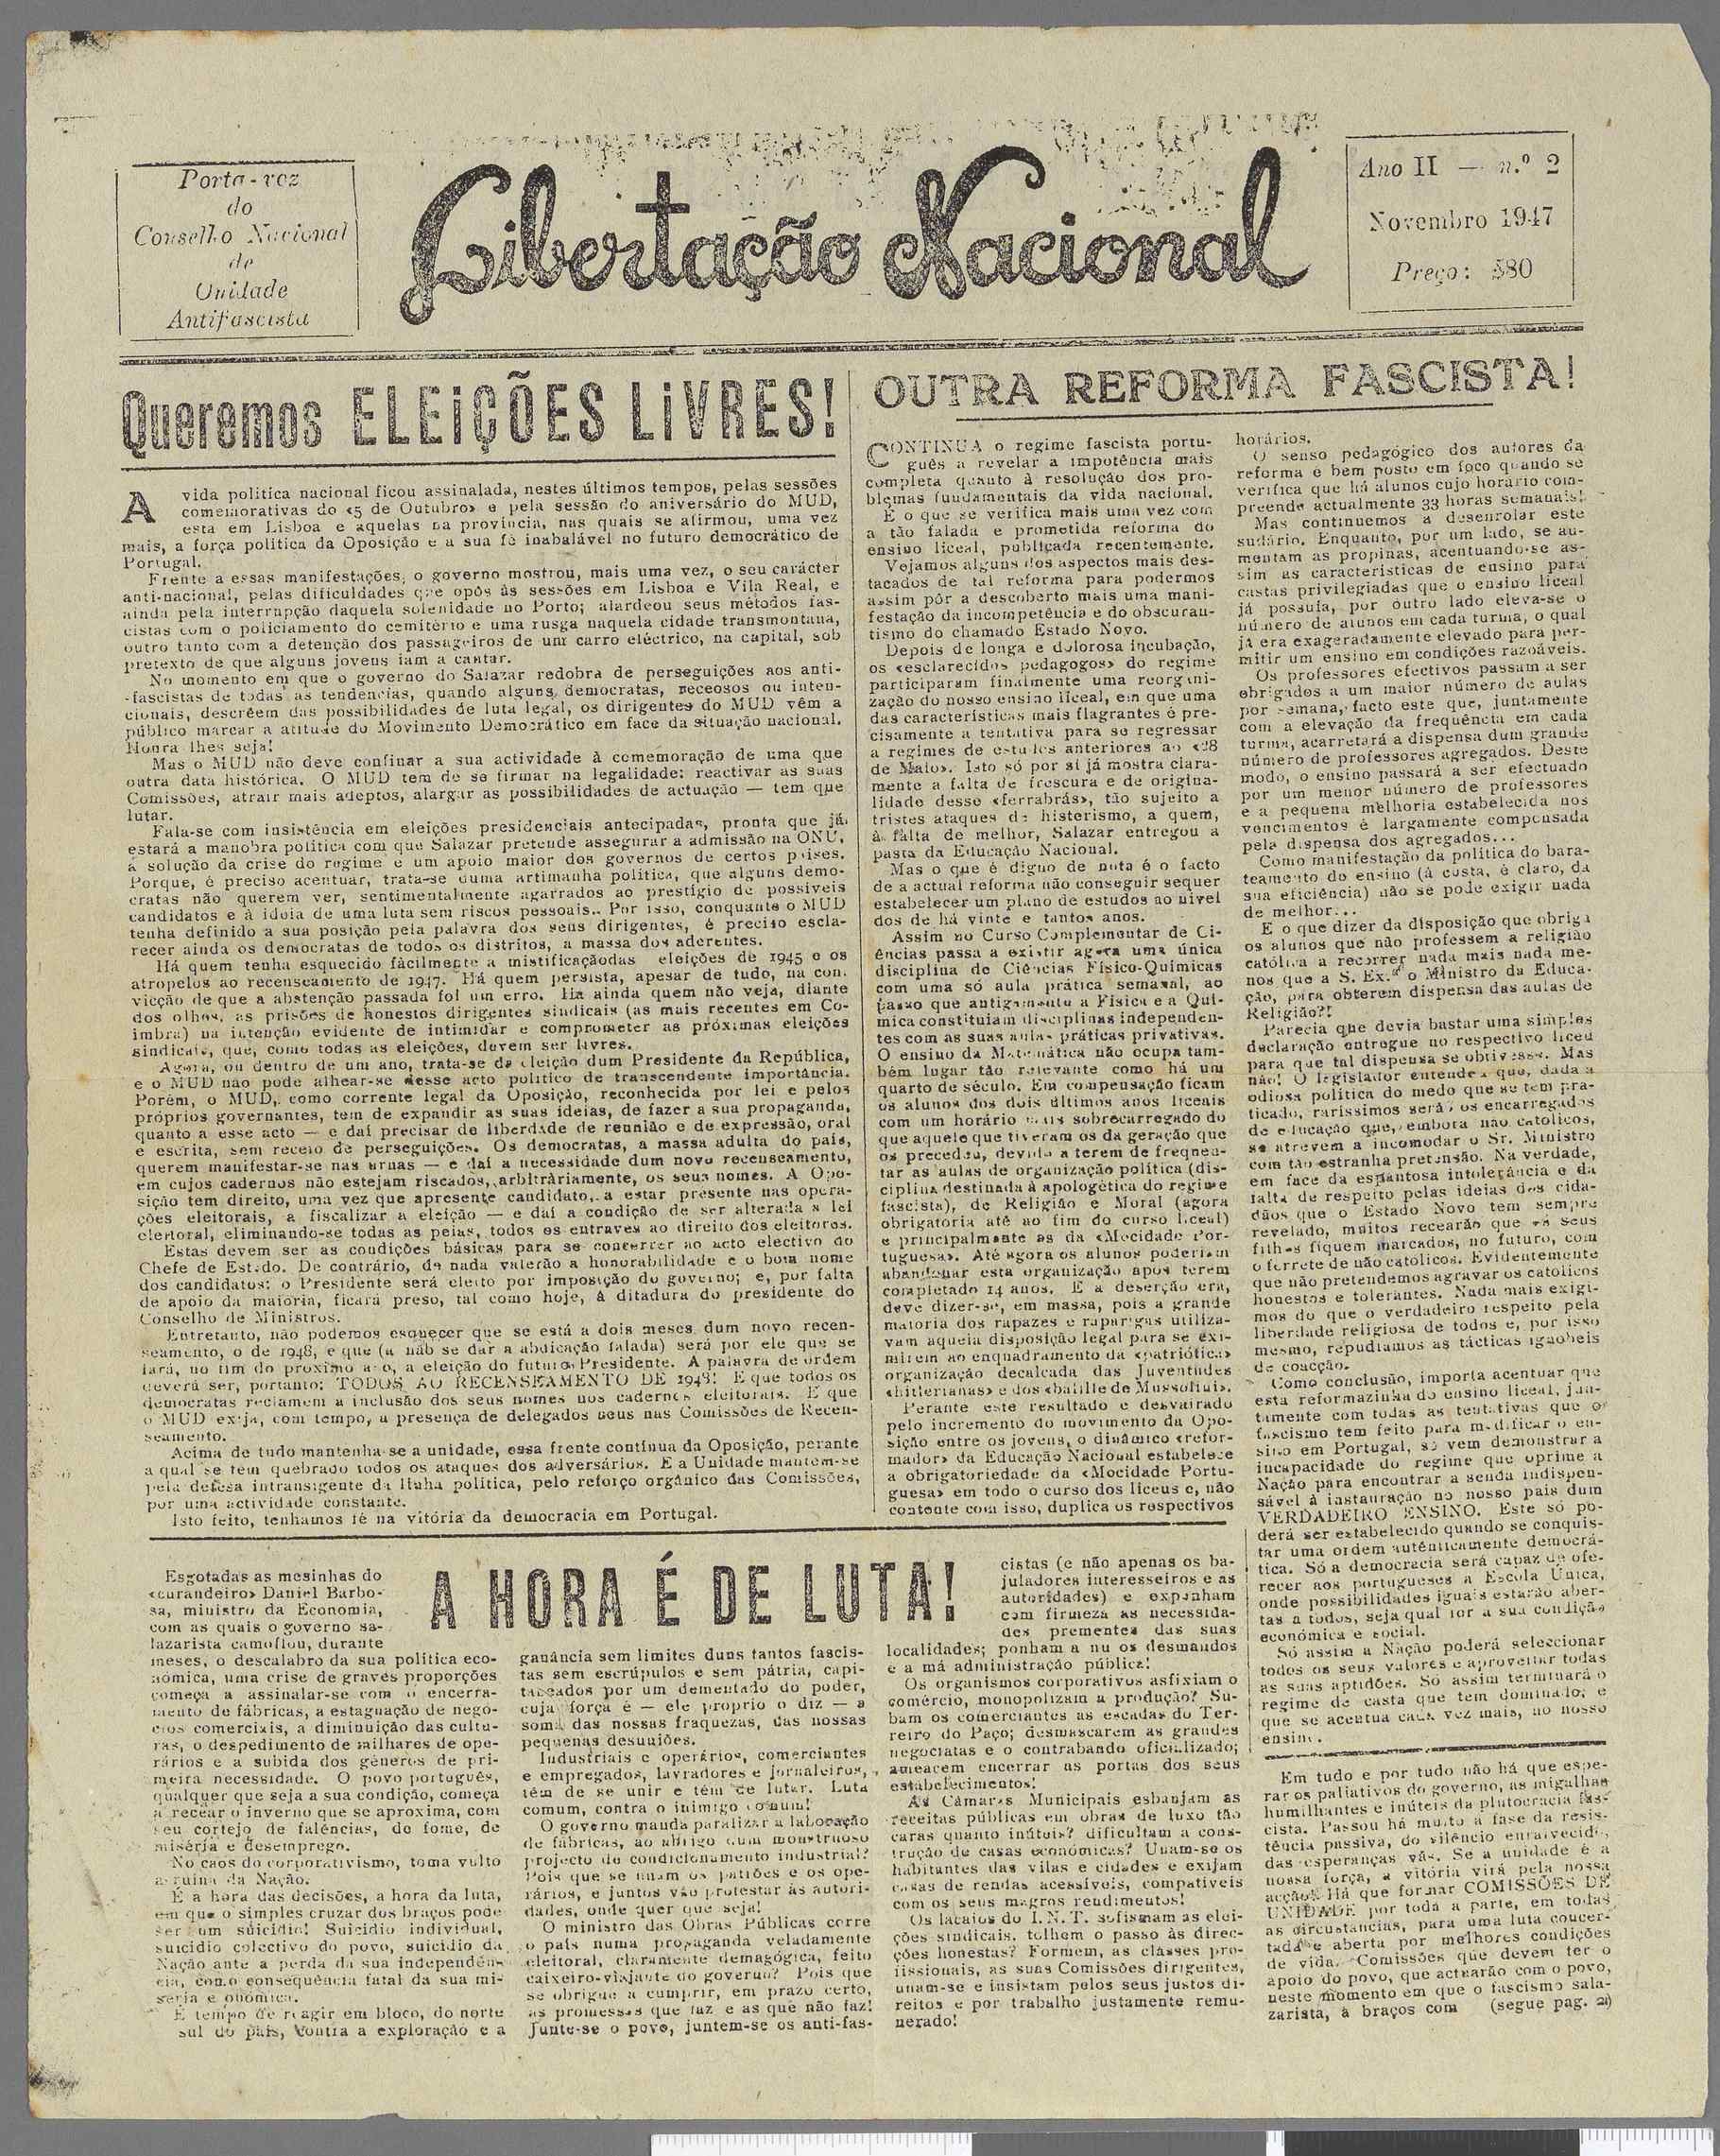 Porta-voz
do
Conselho Nacional
de
Unidade
Antifascista
Libertação Nacional
Ano II — n.º 2
Novembro 1947
Preço: $80
Queremos ELEiÇÕES LiVRES!
A vida politica nacional ficou assinalada, nestes últimos tempos, pelas sessões
comemorativas do «5 de Outubro» e pela sessão do aniversário do MUD,
esta em Lisboa e aquelas na provincia, nas quais se afirmou, uma vez
mais, a força politica da Oposição e a sua fé inabalável no futuro democrático de
Portugal.
Frente a essas manifestações, o governo mostrou, mais uma vez, o seu carácter
anti-nacional, pelas dificuldades que opôs às sessões em Lisboa e Vila Real, e
ainda pela interrupção daquela solenidade no Porto; alardeou seus métodos fas-
cistas com o policiamento do cemitério e uma rusga naquela cidade transmontana,
outro tanto com a detenção dos passageiros de um carro eléctrico, na capital, sob
pretexto de que alguns jovens iam a cantar.
No momento em que o governo do Salazar redobra de perseguições aos anti-
-fascistas de todas as tendencias, quando alguns democratas, receosos ou inten-
cionais, descrêem das possibilidades de luta legal, os dirigentes do MUD vêm a
público marcar a atitude do Movimento Democrático em face da situação nacional.
Honra lhes seja!
Mas o MUD não deve confinar a sua actividade à comemoração de uma que
outra data histórica. O MUD tem de se firmar na legalidade: reactivar as suas
Comissões, atrair mais adeptos, alargar as possibilidades de actuação — tem que
lutar.
Fala-se com insistência em eleições presidenciais antecipadas, pronta que já
estará a manobra politica com que Salazar pretende assegurar a admissão na ONU,
á solução da crise do regime e um apoio maior dos governos de certos paises.
Porque, é preciso acentuar, trata-se duma artimanha politica, que alguns demo-
cratas não querem ver, sentimentalmente agarrados ao prestígio de possíveis
candidatos e à ideia de uma luta sem riscos pessoais.. Por isso, conquanto o MUD
tenha definido a sua posição pela palavra dos seus dirigentes, é preciso escla-
recer ainda os democratas de todos os distritos, a massa dos aderentes.
Há quem tenha esquecido fàcilmente a mistificaçãodas eleições de 1945 e os
atropelos ao recenseamento de 1947. Há quem persista, apesar de tudo, na con-
vicção de que a abstenção passada foi um erro. Ha ainda quem não veja, diante
dos olhos, as prisões de honestos dirigentes sindicais (as mais recentes em Co-
imbra) na intenção evidente de intimidar e comprometer as próximas eleições
sindicais, que, como todas as eleições, devem ser livres.
Agora, ou dentro de um ano, trata-se da eleição dum Presidente da República,
e o MUD não pode alhear-se desse acto politico de transcendente importância.
Porém, o MUD, como corrente legal da Oposição, reconhecida por lei e pelos
próprios governantes, tem de expandir as suas ideias, de fazer a sua propaganda,
quanto a esse acto — e daí precisar de liberdade de reunião e de expressão, oral
e escrita, sem receio de perseguições. Os democratas, a massa adulta do país,
querem manifestar-se nas urnas — e daí a necessidade dum novo recenseamento,
em cujos cadernos não estejam riscados, arbitràriamente, os seus nomes. A Opo-
sição tem direito, uma vez que apresente candidato, a estar presente nas opera-
ções eleitorais, a fiscalizar a eleição — e daí a condição de ser alterada a lei
eleitoral, eliminando-se todas as peias, todos os entraves ao direito dos eleitores.
Estas devem ser as condições básicas para se concorrer ao acto electivo do
Chefe de Estado. De contrário, de nada valerão a honorabilidade e o bom nome
dos candidatos: o Presidente será eleito por imposição do governo; e, por falta
de apoio da maioria, ficará preso, tal como hoje, á ditadura do presidente do
Conselho de Ministros.
Entretanto, não podemos esquecer que se está a dois meses dum novo recen-
seamento, o de 1948, e que (a não se dar a abdicação falada) será por ele que se
fará, no fim do proximo ano, a eleição do futuro Presidente. A palavra de ordem
deverá ser, portanto: TODOS AO RECENSEAMENTO DE 1948! E que todos os
democratas reclamem a inclusão dos seus nomes nos cadernos eleitorais. E que
o MUD exija, com tempo, a presença de delegados seus nas Comissões de Recen-
seamento.
Acima de tudo mantenha-se a unidade, essa frente contínua da Oposição, perante
a qual se têm quebrado todos os ataques dos adversários. E a Unidade mantem-se
pela defesa intransigente da linha politica, pelo reforço orgânico das Comissões,
por uma actividade constante.
Isto feito, tenhamos fé na vitória da democracia em Portugal.
OUTRA REFORMA FASCISTA!
CONTINUA o regime fascista portu-
guês a revelar a impotência mais
completa quanto à resolução dos pro-
blemas fundamentais da vida nacional.
É o que se verifica mais uma vez com
a tão falada e prometida reforma do
ensino liceal, publicada recentemente.
Vejamos alguns dos aspectos mais des-
tacados de tal reforma para podermos
assim pôr a descoberto mais uma mani-
festação da incompetência e do obscuran-
tismo do chamado Estado Novo.
Depois de longa e dolorosa incubação,
os «esclarecidos pedagogos» do regime
participaram finalmente uma reorgani-
zação do nosso ensino liceal, em que uma
das características mais flagrantes é pre-
cisamente a tentativa para se regressar
a regimes de estudos anteriores ao «28
de Maio». Isto só por si já mostra clara-
mente a falta de frescura e de origina-
lidade desse «ferrabrás», tão sujeito a
tristes ataques de histerismo, a quem,
à falta de melhor, Salazar entregou a
pasta da Educação Nacional.
Mas o que é digno de nota é o facto
de a actual reforma não conseguir sequer
estabelecer um plano de estudos ao nivel
dos de há vinte e tantos anos.
Assim no Curso Complementar de Ci-
ências passa a existir agora uma única
disciplina de Ciências Físico-Químicas
com uma só aula prática semanal, ao
passo que antigamente a Fisica e a Quí-
mica constituiam disciplinas independen-
tes com as suas aulas práticas privativas.
O ensino da Matemática não ocupa tam-
bém lugar tão relevante como há um
quarto de século. Em compensação ficam
os alunos dos dois últimos anos liceais
com um horário mais sobrecarregado do
que aquele que tiveram os da geração que
os precedeu, devido a terem de frequen-
tar as aulas de organização política (dis-
ciplina destinada à apologética do regime
fascista), de Religião e Moral (agora
obrigatoria até ao fim do curso liceal)
e principalmente as da «Mocidade Por-
tuguesa». Até agora os alunos poderiam
abandonar esta organização após terem
completado 14 anos. E a deserção era,
deve dizer-se, em massa, pois a grande
maioria dos rapazes e raparigas utiliza-
vam aquela disposição legal para se exi-
mirem ao enquadramento da «patriótica»
organização decalcada das Juventudes
«hitlerianas» e dos «balille de Mussolini».
Perante este resultado e desvairado
pelo incremento do movimento da Opo-
sição entre os jovens, o dinâmico «refor-
mador» da Educação Nacional estabelece
a obrigatoriedade da «Mocidade Portu-
guesa» em todo o curso dos liceus e, não
contente com isso, duplica os respectivos
horários.
O senso pedagógico dos autores da
reforma é bem posto em foco quando se
verifica que há alunos cujo horário com-
preende actualmente 33 horas semanais!
Mas continuemos a desenrolar este
sudário. Enquanto, por um lado, se au-
mentam as propinas, acentuando-se as-
sim as caracteristicas de ensino para
castas privilegiadas que o ensino liceal
já possuía, por outro lado eleva-se o
número de alunos em cada turma, o qual
já era exageradamente elevado para per-
mitir um ensino em condições razoáveis.
Os professores efectivos passam a ser
obrigados a um maior número de aulas
por semana, facto este que, juntamente
com a elevação da frequência em cada
turma, acarretará a dispensa dum grande
número de professores agregados. Deste
modo, o ensino passará a ser efectuado
por um menor número de professores
e a pequena melhoria estabelecida nos
vencimentos é largamente compensada
pela dispensa dos agregados...
Como manifestação da política do bara-
teamento do ensino (à custa, é claro, da
sua eficiência) não se pode exigir nada
de melhor...
E o que dizer da disposição que obriga
os alunos que não professem a religião
católica a recorrer nada mais nada me-
nos que a S. Ex.ª o Ministro da Educa-
ção, para obterem dispensa das aulas de
Religião?!
Parecia que devia bastar uma simples
declaração entregue no respectivo liceu
para que tal dispensa se obtivesse. Mas
não! O legislador entendeu que, dada a
odiosa política do medo que se tem pra-
ticado, raríssimos serão os encarregados
de educação que, embora não catolicos,
se atrevem a incomodar o Sr. Ministro
com tão estranha pretensão. Na verdade,
em face da espantosa intolerância e da
falta de respeito pelas ideias dos cida-
dãos que o Estado Novo tem sempre
revelado, muitos recearão que os seus
filhos fiquem marcados, no futuro, com
o ferrete de não católicos. Evidentemente
que não pretendemos agravar os católicos
honestos e tolerantes. Nada mais exigi-
mos do que o verdadeiro respeito pela
liberdade religiosa de todos e, por isso
mesmo, repudiamos as tácticas ignobeis
de coacção.
Como conclusão, importa acentuar que
esta reformazinha do ensino liceal, jun-
tamente com todas as tentativas que o
fascismo tem feito para modificar o en-
sino em Portugal, só vem demonstrar a
incapacidade do regime que oprime a
Nação para encontrar a senda indispen-
sável à instauração no nosso pais dum
VERDADEIRO ENSINO. Este só po-
derá ser estabelecido quando se conquis-
tar uma ordem autênticamente democrá-
tica. Só a democracia será capaz de ofe-
recer aos portugueses a Escola Única,
onde possibilidades iguais estarão aber-
tas a todos, seja qual for a sua condição
económica e social.
Só assim a Nação poderá seleccionar
todos os seus valores e aproveitar todas
as suas aptidões. Só assim terminará o
regime de casta que tem dominado, e
que se acentua cada vez mais, no nosso
ensino.
A HORA É DE LUTA!
Esgotadas as mesinhas do
«curandeiro» Daniel Barbo-
sa, ministro da Economia,
com as quais o governo sa-
lazarista camoflou, durante
meses, o descalabro da sua política eco-
nómica, uma crise de graves proporções
começa a assinalar-se com o encerra-
mento de fábricas, a estagnação de negó-
cios comerciais, a diminuição das cultu-
ras, o despedimento de milhares de ope-
rários e a subida dos géneros de pri-
meira necessidade. O povo português,
qualquer que seja a sua condição, começa
a recear o inverno que se aproxima, com
seu cortejo de falências, de fome, de
miséria e desemprego.
No caos do corporativismo, toma vulto
a ruína da Nação.
É a hora das decisões, a hora da luta,
em que o simples cruzar dos braços pode
ser um suicídio! Suicidio individual,
suicidio colectivo do povo, suicidio da
Nação ante a perda da sua independên-
cia, como consequência fatal da sua mi-
séria económica.
É tempo de reagir em bloco, do norte
sul do país, contra a exploração e a
ganância sem limites duns tantos fascis-
tas sem escrúpulos e sem pátria, capi-
taneados por um dementado do poder,
cuja força é — ele proprio o diz — a
soma das nossas fraquezas, das nossas
pequenas desuniões.
Industriais e operários, comerciantes
e empregados, lavradores e jornaleiros,
têm de se unir e têm de lutar. Luta
comum, contra o inimigo comum!
O governo manda paralizar a laboração
de fábricas, ao abrigo dum monstruoso
projecto de condicionamento industrial?
Pois que se unam os patrões e os ope-
rários, e juntos vão protestar às autori-
dades, onde quer que seja!
O ministro das Obras Públicas corre
o país numa propaganda veladamente
eleitoral, claramente demagógica, feito
caixeiro-viajante do governo? Pois que
se obrigue a cumprir, em prazo certo,
as promessas que faz e as que não faz!
Junte-se o povo, juntem-se os anti-fas-
cistas (e não apenas os ba-
juladores interesseiros e as
autoridades) e exponham
com firmeza as necessida-
des prementes das suas
localidades; ponham a nu os desmandos
e a má administração pública!
Os organismos corporativos asfixiam o
comércio, monopolizam a produção? Su-
bam os comerciantes as escadas do Ter-
reiro do Paço; desmascarem as grandes
negociatas e o contrabando oficializado;
ameacem encerrar as portas dos seus
estabelecimentos!
As Câmaras Municipais esbanjam as
receitas públicas em obras de luxo tão
caras quanto inúteis? dificultam a cons-
trução de casas económicas? Unam-se os
habitantes das vilas e cidades e exijam
casas de rendas acessíveis, compatíveis
com os seus magros rendimentos!
Os lacaios do I. N. T. sofismam as elei-
ções sindicais, tolhem o passo às direc-
ções honestas? Formem, as classes pro-
fissionais, as suas Comissões dirigentes,
unam-se e insistam pelos seus justos di-
reitos e por trabalho justamente remu-
nerado!
Em tudo e por tudo não há que espe-
rar os paliativos do governo, as migalhas
humilhantes e inúteis da plutocracia fas-
cista. Passou há muito a fase da resis-
tência passiva, do silêncio enraivecido,
das esperanças vãs. Se a unidade é a
nossa força, a vitória virá pela nossa
acção! Há que formar COMISSÕES DE
UNIDADE por toda a parte, em todas
as circustâncias, para uma luta concer-
tada e aberta por melhores condições
de vida. Comissões que devem ter o
apoio do povo, que actuarão com o povo,
neste momento em que o fascismo sala-
zarista, à braços com (segue pag. 2)